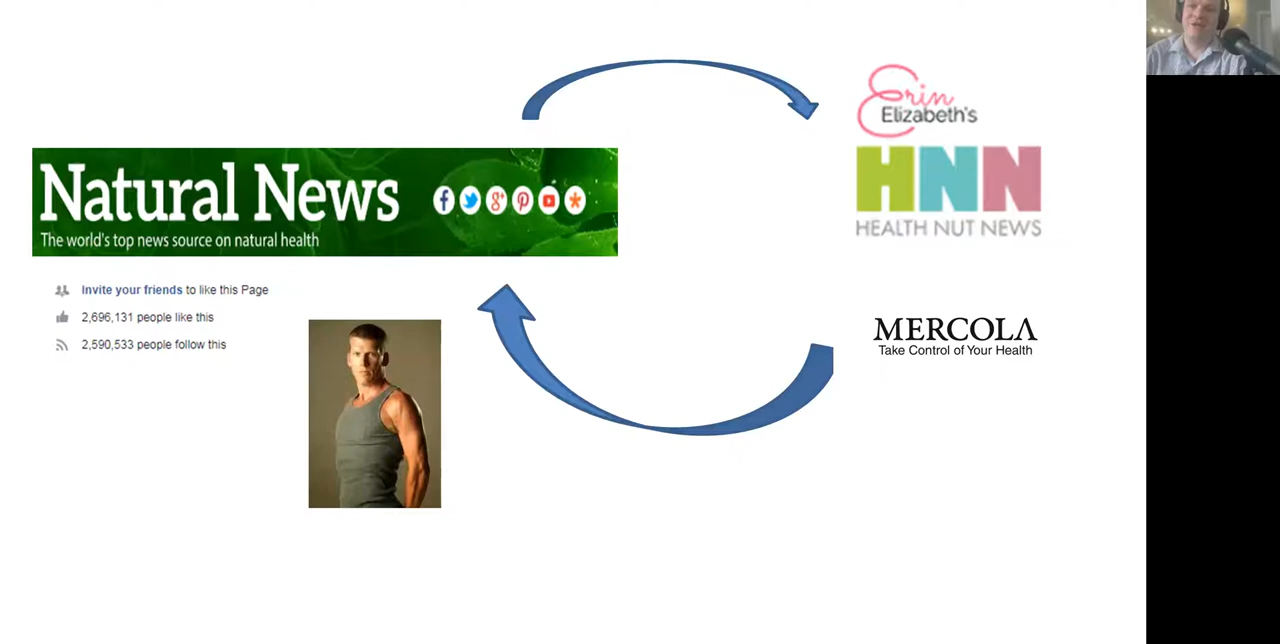 Natural News
The world's top news source on natural health
Invite your friends to like this Page
2,696,131 people like this
2,590,533 people follow this
Erin
Elizabeth's
HNN
HEALTH NUT NEWS
MERCOLA
Take Control of Your Health